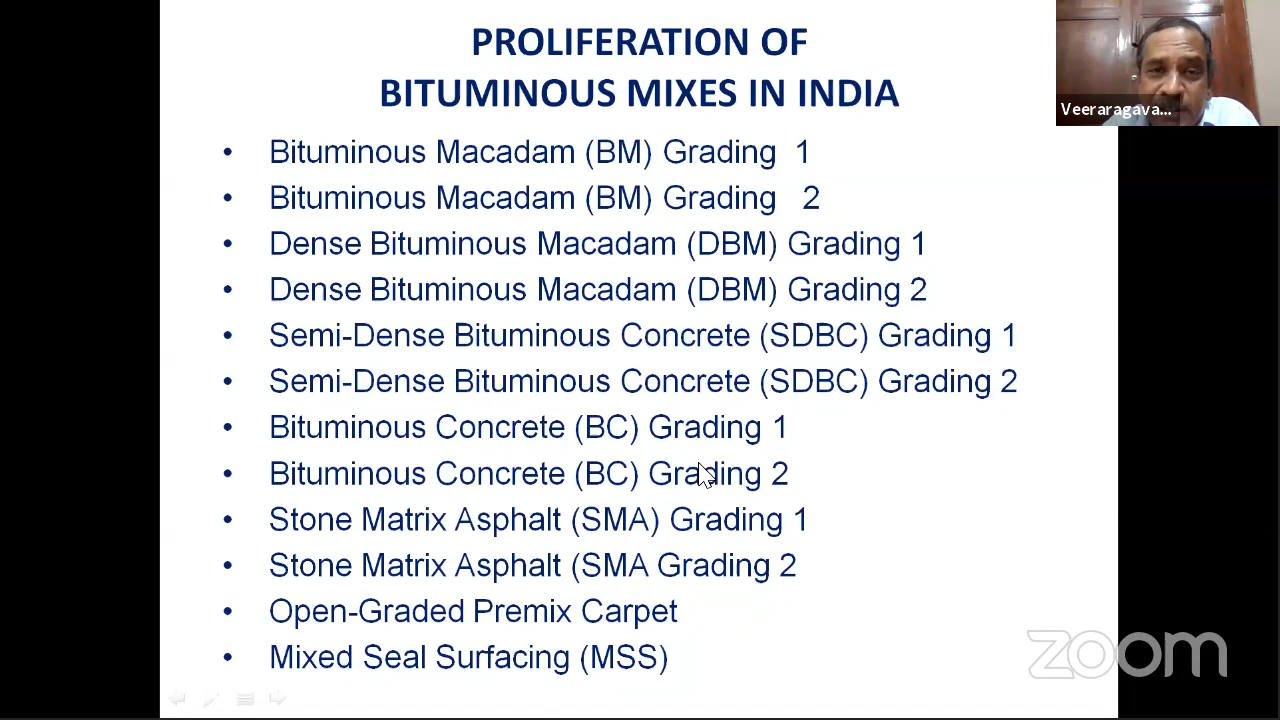 PROLIFERATION OF
BITUMINOUS MIXES IN INDIA
Veeraragava...
• Bituminous Macadam (BM) Grading 1
• Bituminous Macadam (BM) Grading 2
• Dense Bituminous Macadam (DBM) Grading 1
• Dense Bituminous Macadam (DBM) Grading 2
• Semi-Dense Bituminous Concrete (SDBC) Grading 1
• Semi-Dense Bituminous Concrete (SDBC) Grading 2
• Bituminous Concrete (BC) Grading 1
• Bituminous Concrete (BC) Grading 2
• Stone Matrix Asphalt (SMA) Grading 1
• Stone Matrix Asphalt (SMA Grading 2
• Open-Graded Premix Carpet
• Mixed Seal Surfacing (MSS)
zoom